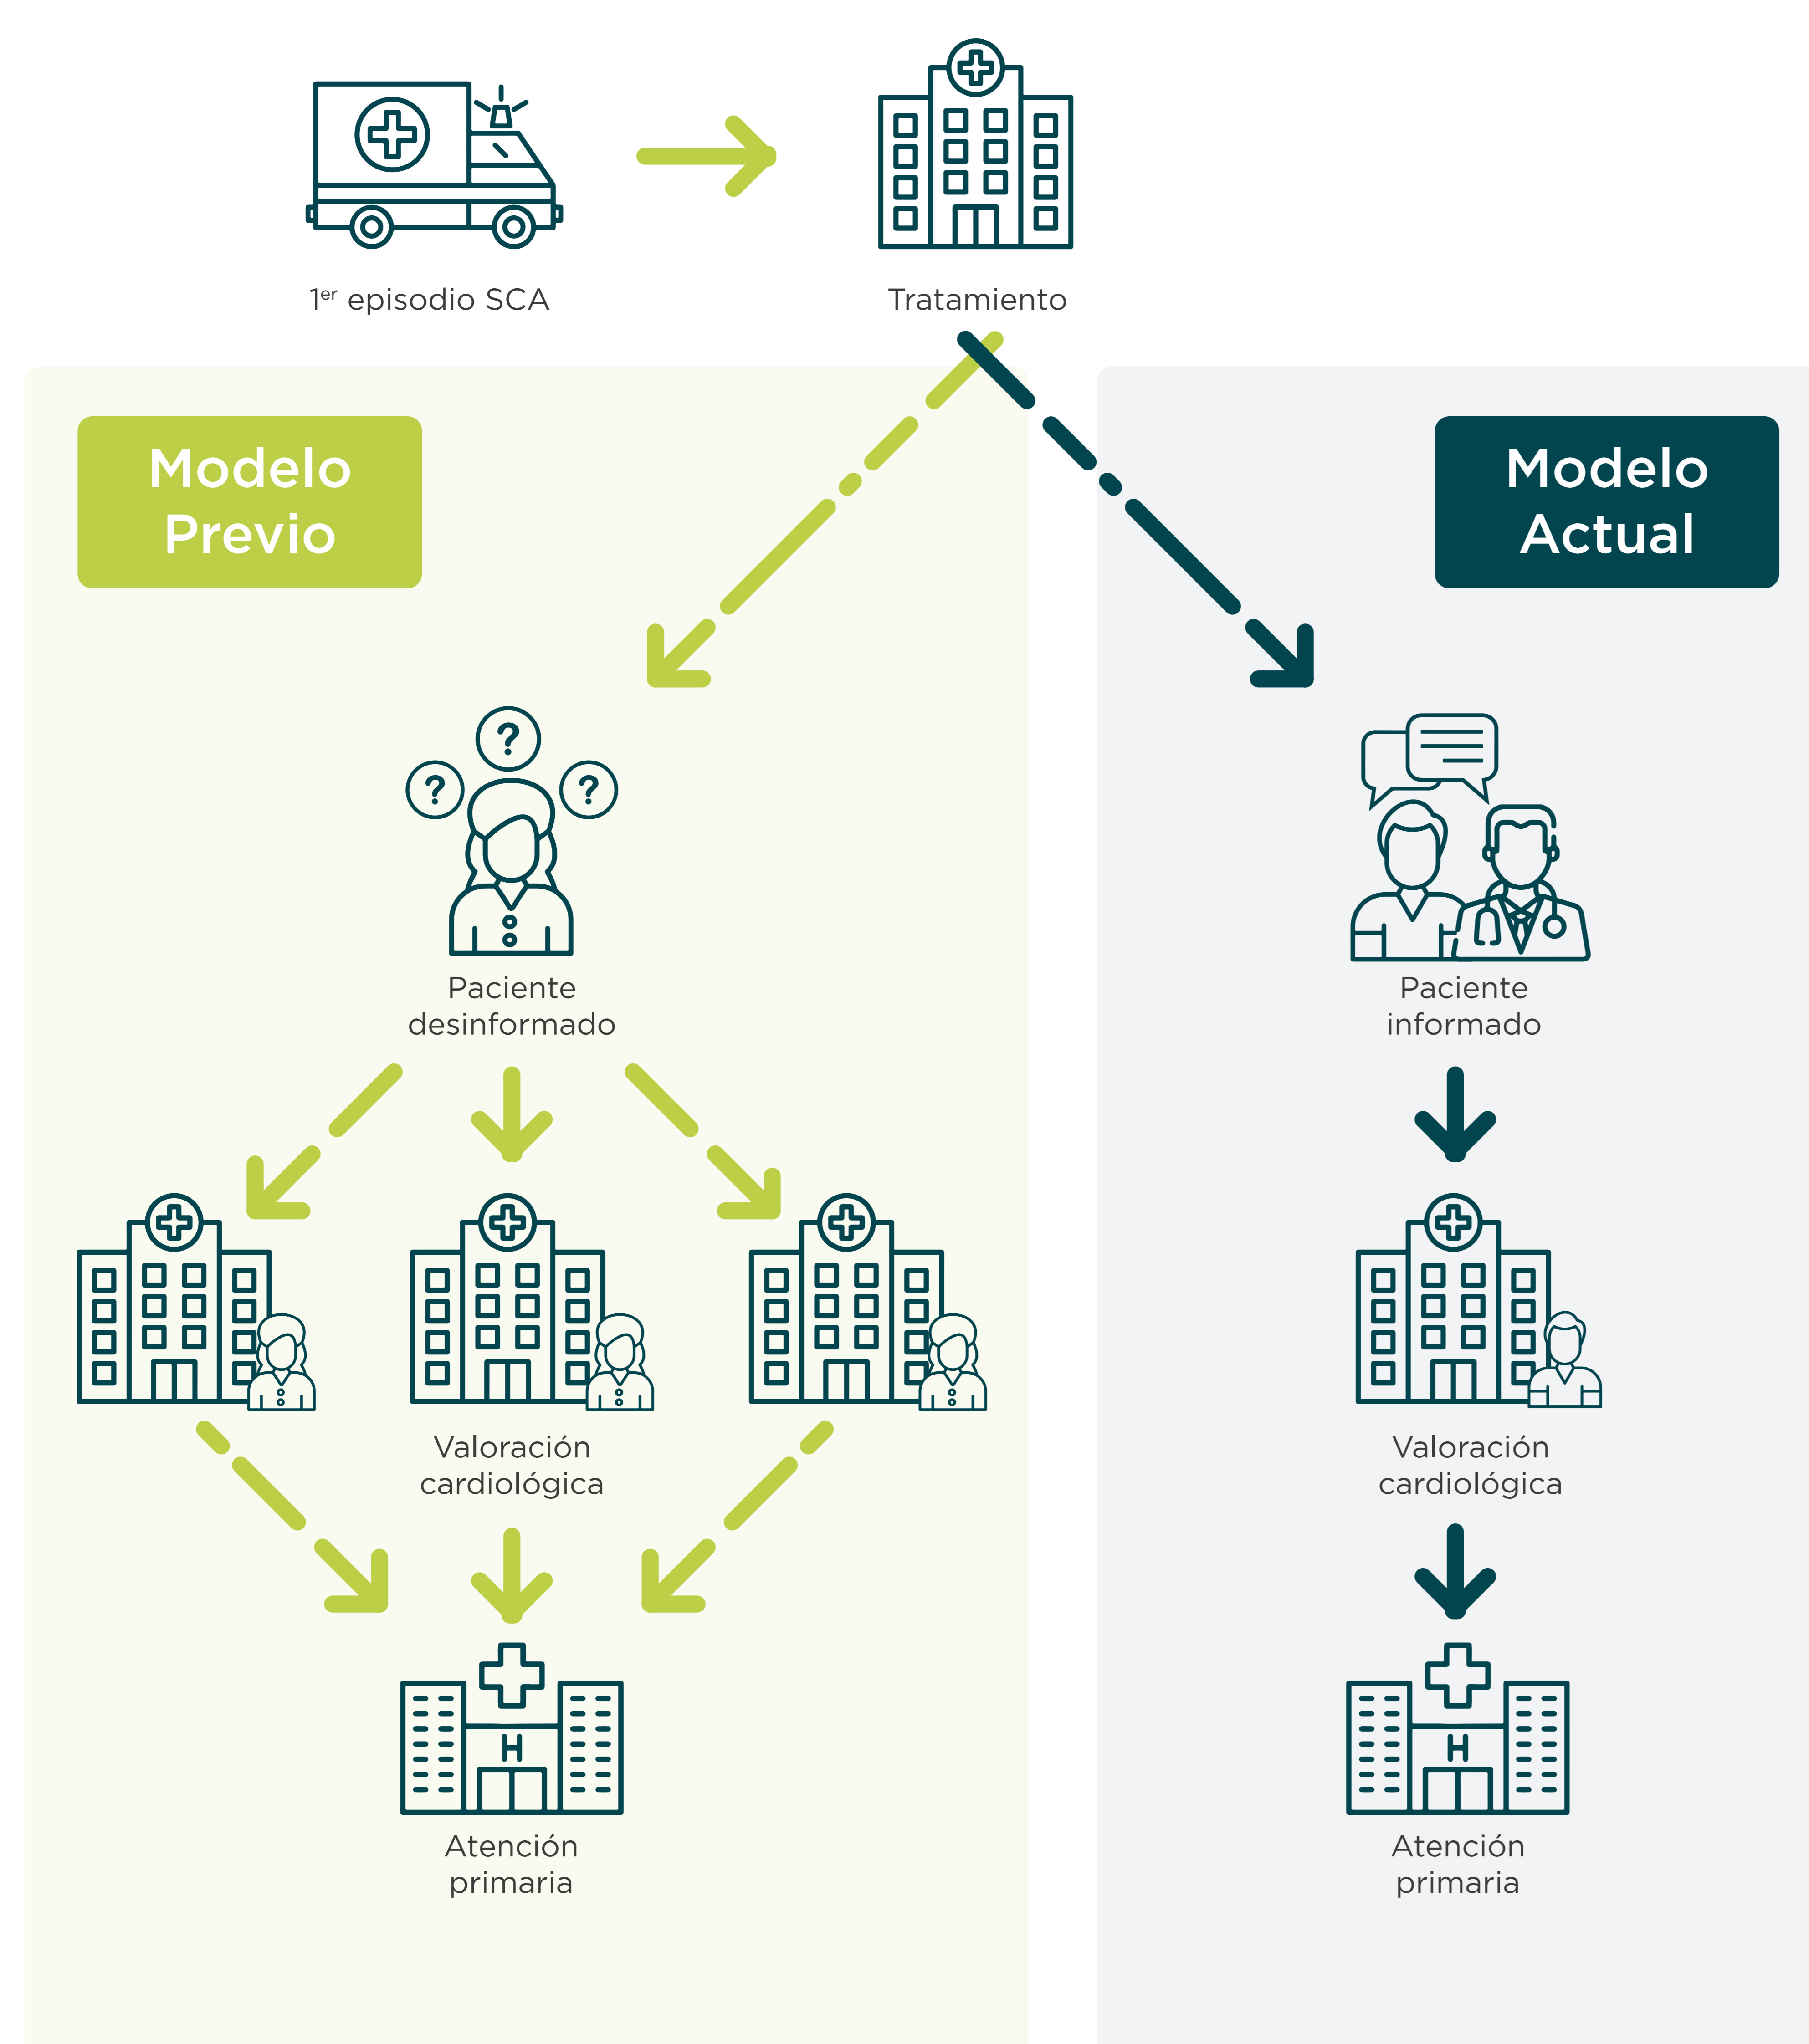 1er episodio SCA
Tratamiento
Modelo
Previo
Modelo
Actual
?
?
?
Paciente
desinformado
Paciente
informado
Valoración
cardiológica
Valoración
cardiológica
H
H
Atención
primaria
Atención
primaria